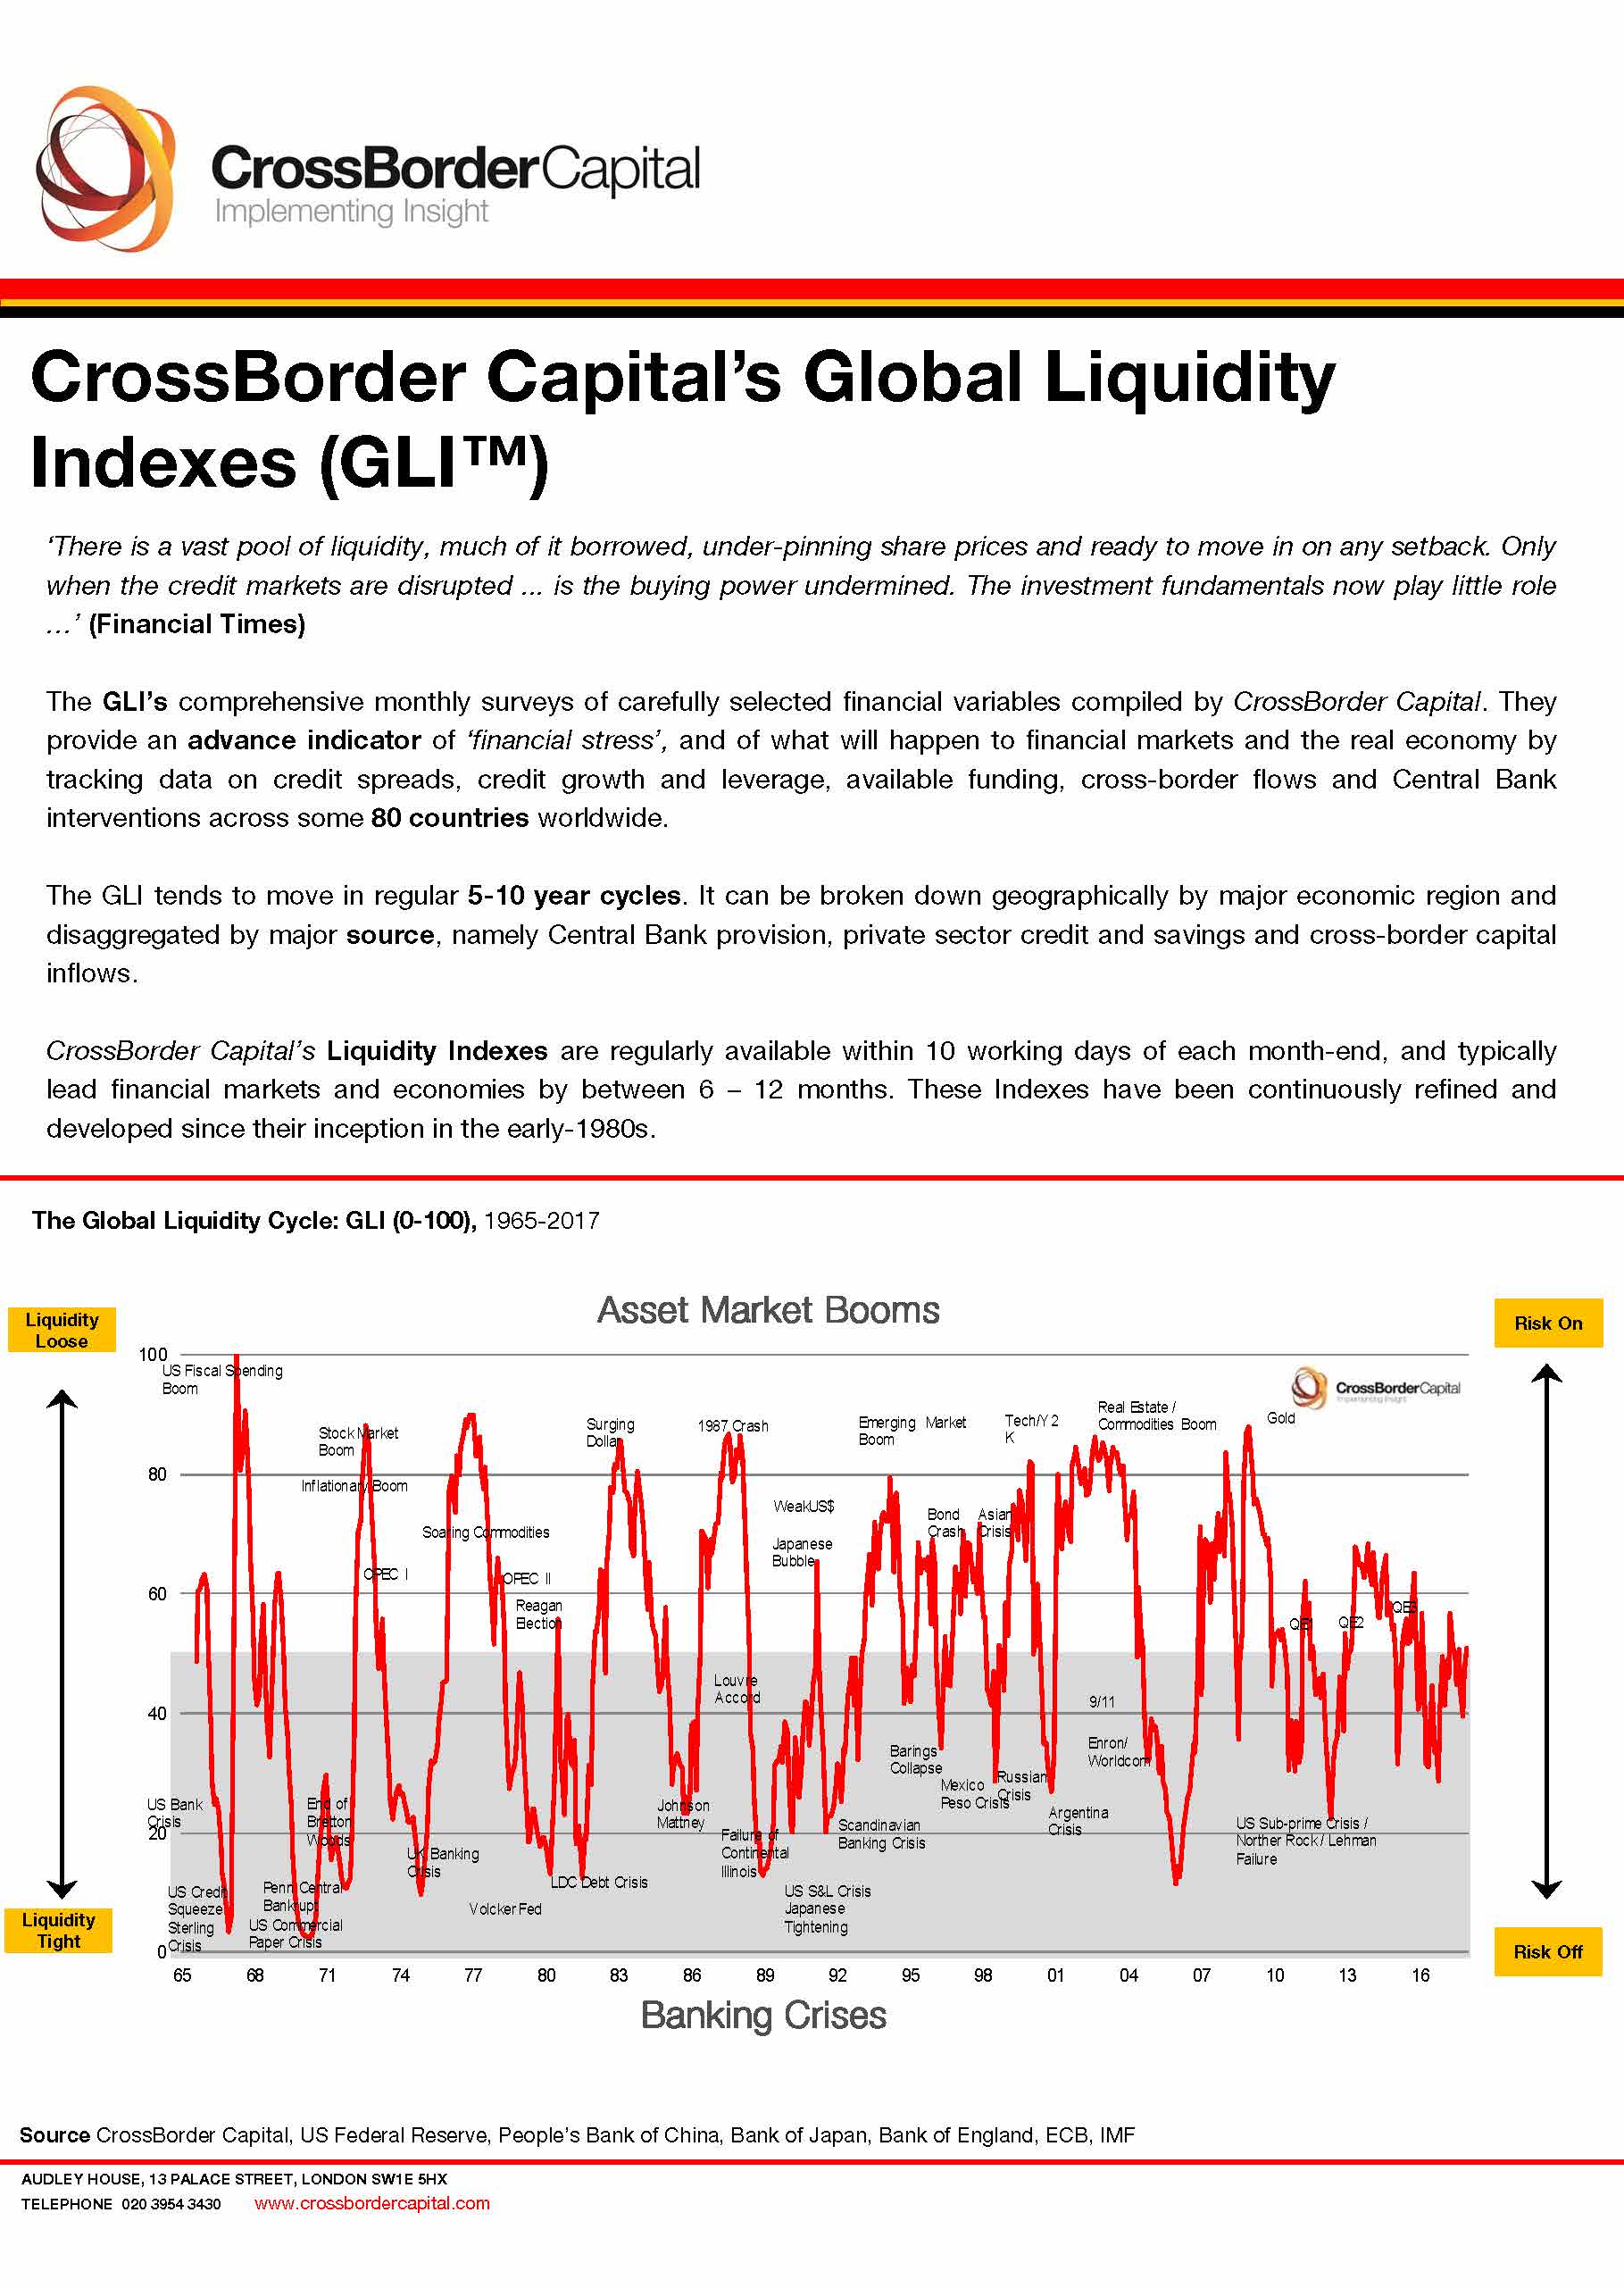 CrossBorderCapital
Implementing Insight
CrossBorder Capital’s Global Liquidity
Indexes (GLI™)
‘There is a vast pool of liquidity, much of it borrowed, under-pinning share prices and ready to move in on any setback. Only
when the credit markets are disrupted ... is the buying power undermined. The investment fundamentals now play little role
...’ (Financial Times)
The GLI’s comprehensive monthly surveys of carefully selected financial variables compiled by CrossBorder Capital. They
provide an advance indicator of ‘financial stress’, and of what will happen to financial markets and the real economy by
tracking data on credit spreads, credit growth and leverage, available funding, cross-border flows and Central Bank
interventions across some 80 countries worldwide.
The GLI tends to move in regular 5-10 year cycles. It can be broken down geographically by major economic region and
disaggregated by major source, namely Central Bank provision, private sector credit and savings and cross-border capital
inflows.
CrossBorder Capital’s Liquidity Indexes are regularly available within 10 working days of each month-end, and typically
lead financial markets and economies by between 6 – 12 months. These Indexes have been continuously refined and
developed since their inception in the early-1980s.
The Global Liquidity Cycle: GLI (0-100), 1965-2017
Asset Market Booms
Liquidity
Loose
Risk On
100
US Fiscal Spending
Boom
CrossBorderCapital
Implementing Insight
Stock Market
Boom
Surging
Dollar
1987 Crash
Emerging Market
Boom
Tech/Y2
K
Real Estate /
Commodities Boom
Gold
80
Inflationary Boom
Soaring Commodities
WeakUS$
Japanese
Bubble
Bond
Crash
Asian
Crisis
OPEC I
OPEC II
60
Reagan
Election
QE1
QE2
QE3
Louvre
Accord
40
9/11
Enron/
Worldcom
Barings
Collapse
Mexico
Peso Crisis
Russian
Crisis
US Bank
Crisis
End of
Bretton
Woods
Johnson
Mattney
Argentina
Crisis
20
Failure of
Continental
Illinois
Scandinavian
Banking Crisis
US Sub-prime Crisis /
Norther Rock / Lehman
Failure
UK Banking
Crisis
LDC Debt Crisis
US Credit
Squeeze
Sterling
Crisis
Penn Central
Bankrupt
US Commercial
Paper Crisis
Volcker Fed
US S&L Crisis
Japanese
Tightening
Liquidity
Tight
Risk Off
0
65 68 71 74 77 80 83 86 89 92 95 98 01 04 07 10 13 16
Banking Crises
Source CrossBorder Capital, US Federal Reserve, People’s Bank of China, Bank of Japan, Bank of England, ECB, IMF
AUDLEY HOUSE, 13 PALACE STREET, LONDON SW1E 5HX
TELEPHONE 020 3954 3430 www.crossbordercapital.com